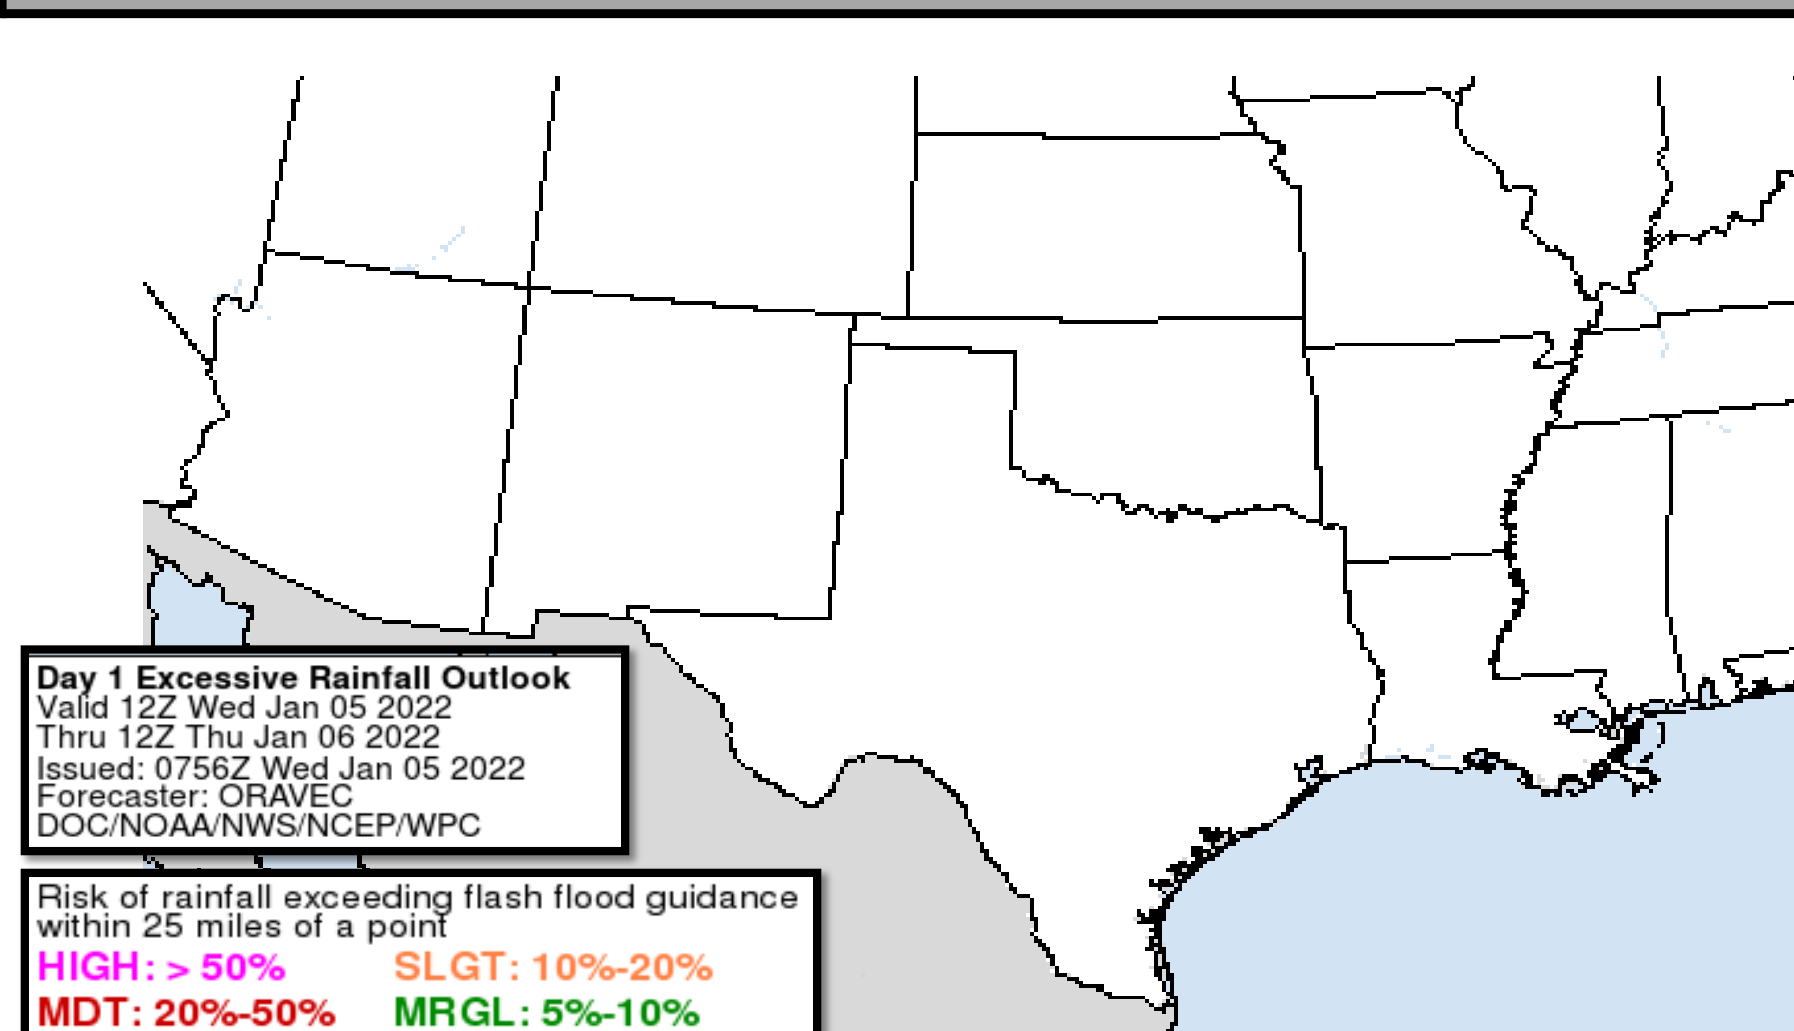 Day 1 Excessive Rainfall Outlook
Valid 12Z Wed Jan 05 2022
Thru 12Z Thu Jan 06 2022
Issued: 0756Z Wed Jan 05 2022
Forecaster: ORAVEC
DOC/NOAA/NWS/NCEP/WPC
Risk of rainfall exceeding flash flood guidance
within 25 miles of a point
HIGH: > 50% SLGT: 10%-20%
MDT: 20%-50% MRGL: 5%-10%